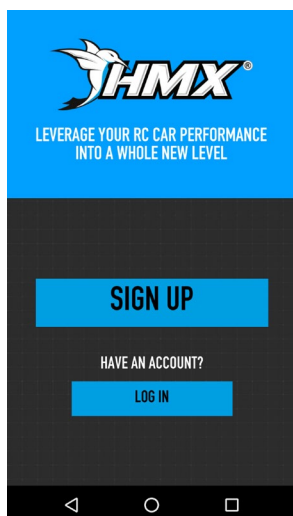 HMX®
LEVERAGE YOUR RC CAR PERFORMANCE
INTO A WHOLE NEW LEVEL
SIGN UP
HAVE AN ACCOUNT?
LOG IN